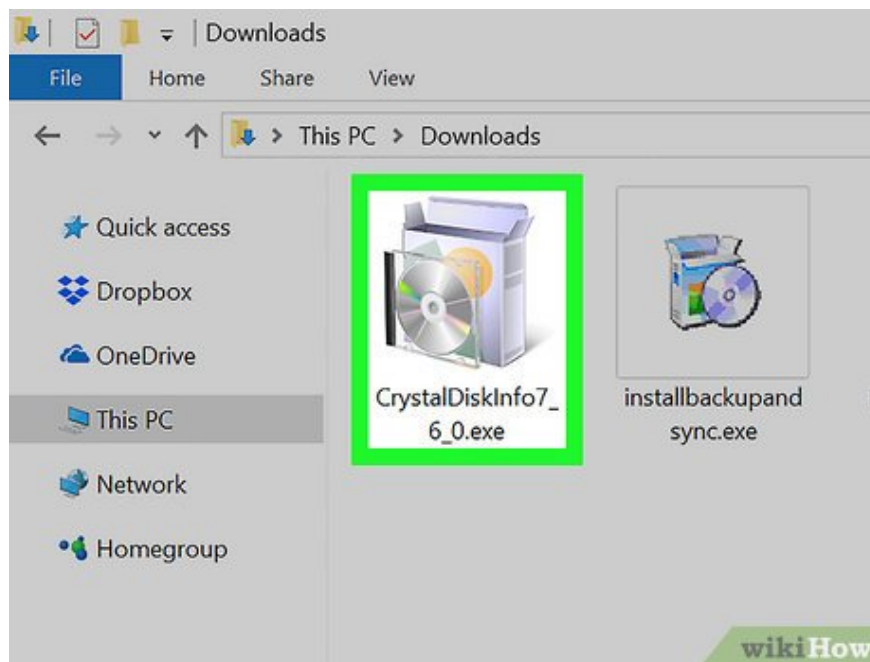 Downloads
File Home Share View
This PC > Downloads
Quick access
Dropbox
OneDrive
This PC
Network
Homegroup
CrystalDiskInfo7_
6_0.exe
installbackupand
sync.exe
wikiHow